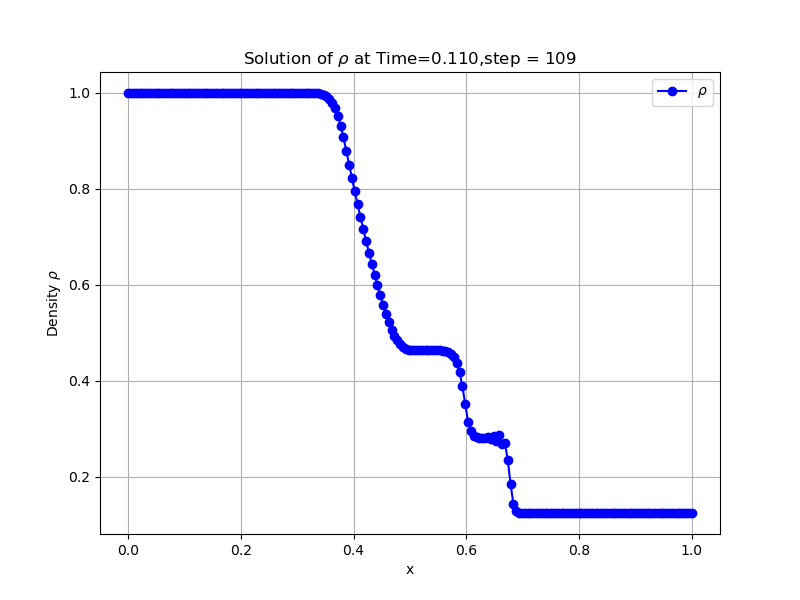 Solution of ρ at Time=0.110,step = 109
ρ
1.0
0.8
0.6
0.4
0.2
Density ρ
0.0 0.2 0.4 0.6 0.8 1.0
x